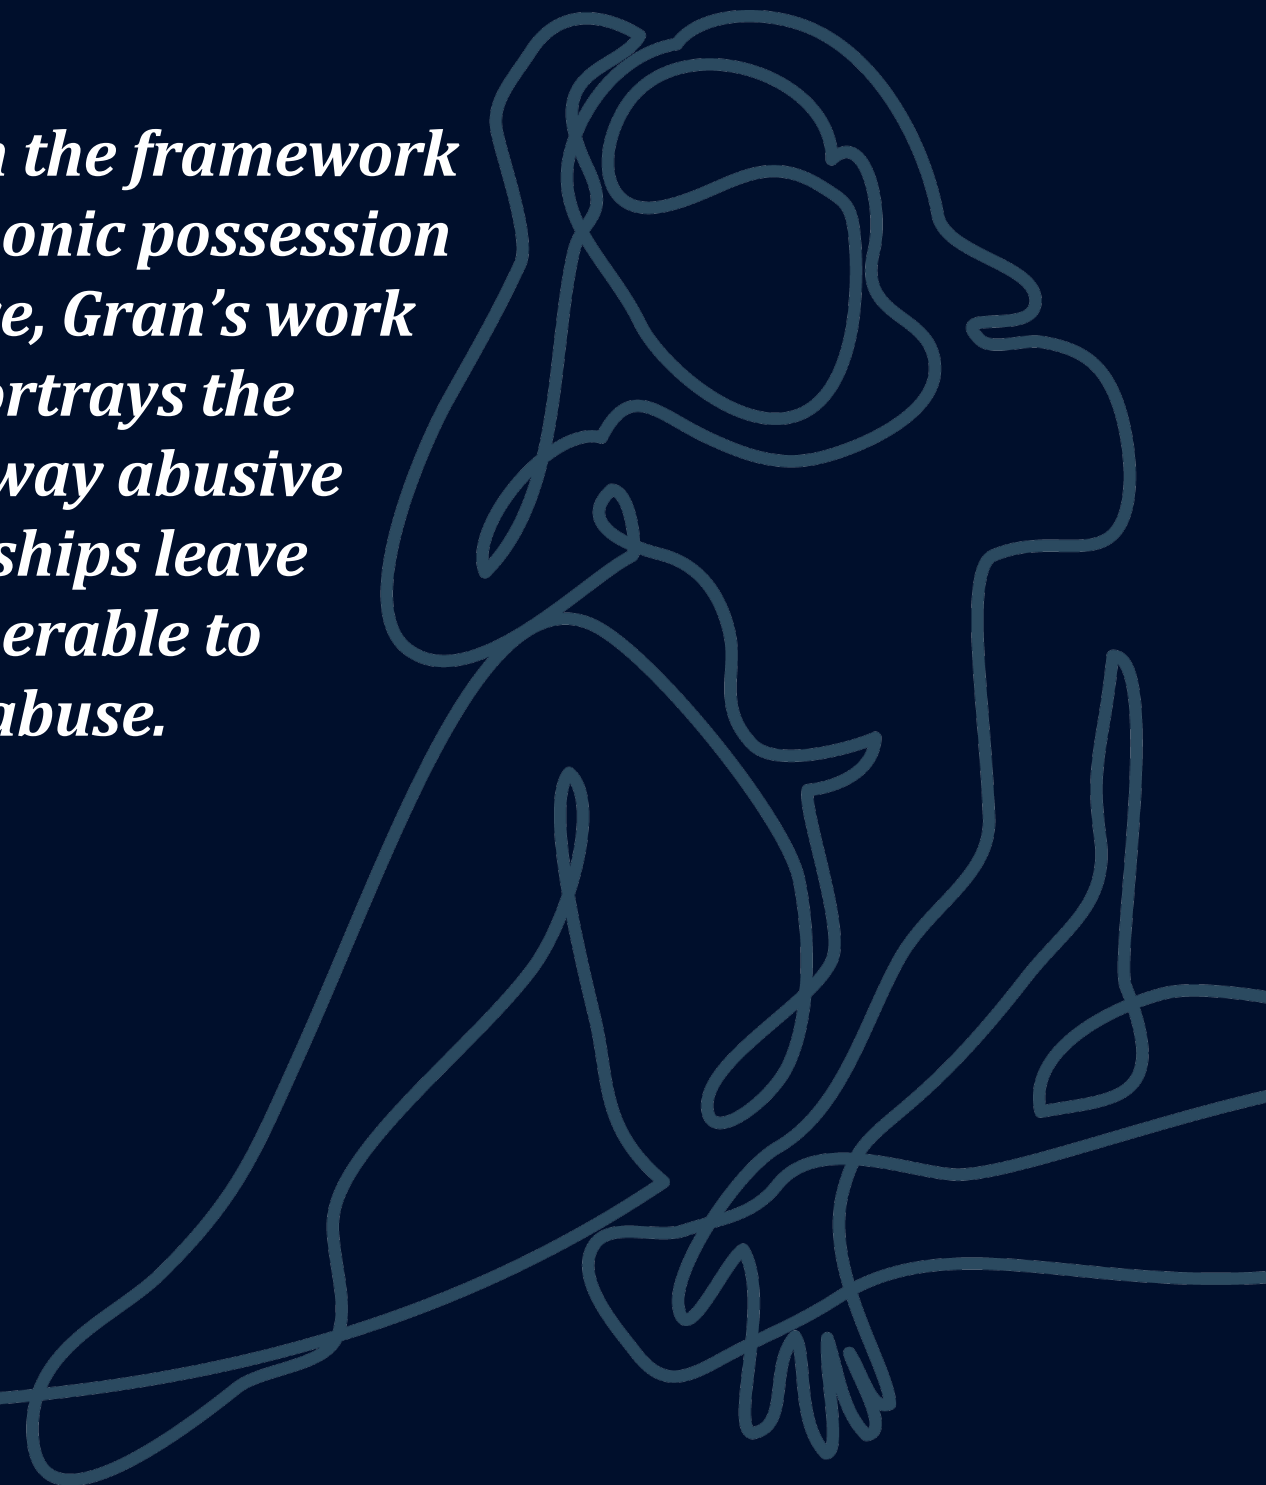 the framework
onic possession
e, Gran’s work
ortrays the
way abusive
ships leave
erable to
abuse.